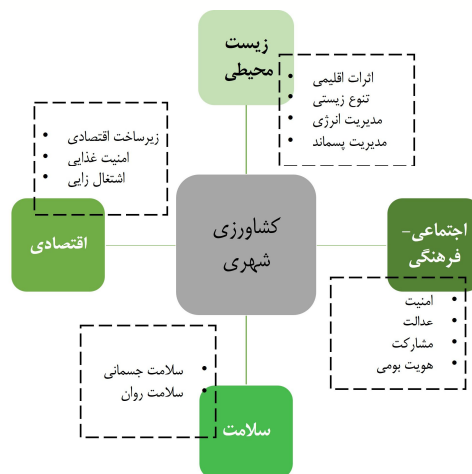 زیست
محیطی
اثرات اقلیمی
تنوع زیستی
مدیریت انرژی
مدیریت پسماند
زیرساخت اقتصادی
امنیت غذایی
اشتغال زایی
اجتماعی-
فرهنگی
کشاورزی
شهری
اقتصادی
امنیت
عدالت
مشارکت
هویت بومی
سلامت جسمانی
سلامت روان
سلامت